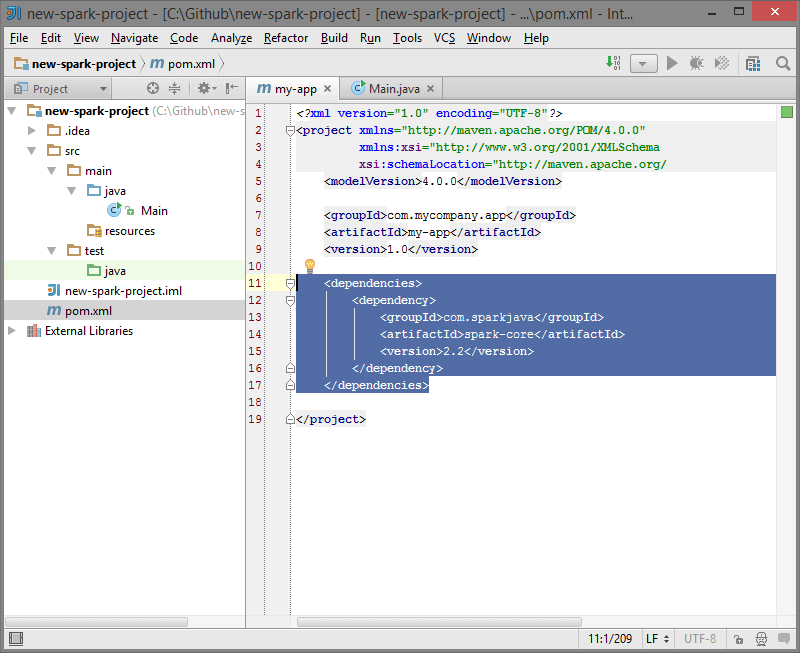 new-spark-project - [C:\Github\new-spark-project] - [new-spark-project] - ...\pom.xml - Int...
File Edit View Navigate Code Analyze Refactor Build Run Tools VCS Window Help
new-spark-project pom.xml
Project
my-app Main.java
new-spark-project (C:\Github\new-s
.idea
src
main
java
Main
resources
test
java
new-spark-project.iml
pom.xml
External Libraries
1 <?xml version="1.0" encoding="UTF-8"?>
2 <project xmlns="http://maven.apache.org/POM/4.0.0"
3 xmlns:xsi="http://www.w3.org/2001/XMLSchema
4 xsi:schemaLocation="http://maven.apache.org/
5 <modelVersion>4.0.0</modelVersion>
6
7 <groupId>com.mycompany.app</groupId>
8 <artifactId>my-app</artifactId>
9 <version>1.0</version>
10
11 <dependencies>
12 <dependency>
13 <groupId>com.sparkjava</groupId>
14 <artifactId>spark-core</artifactId>
15 <version>2.2</version>
16 </dependency>
17 </dependencies>
18
19 </project>
11:1/209 LF UTF-8